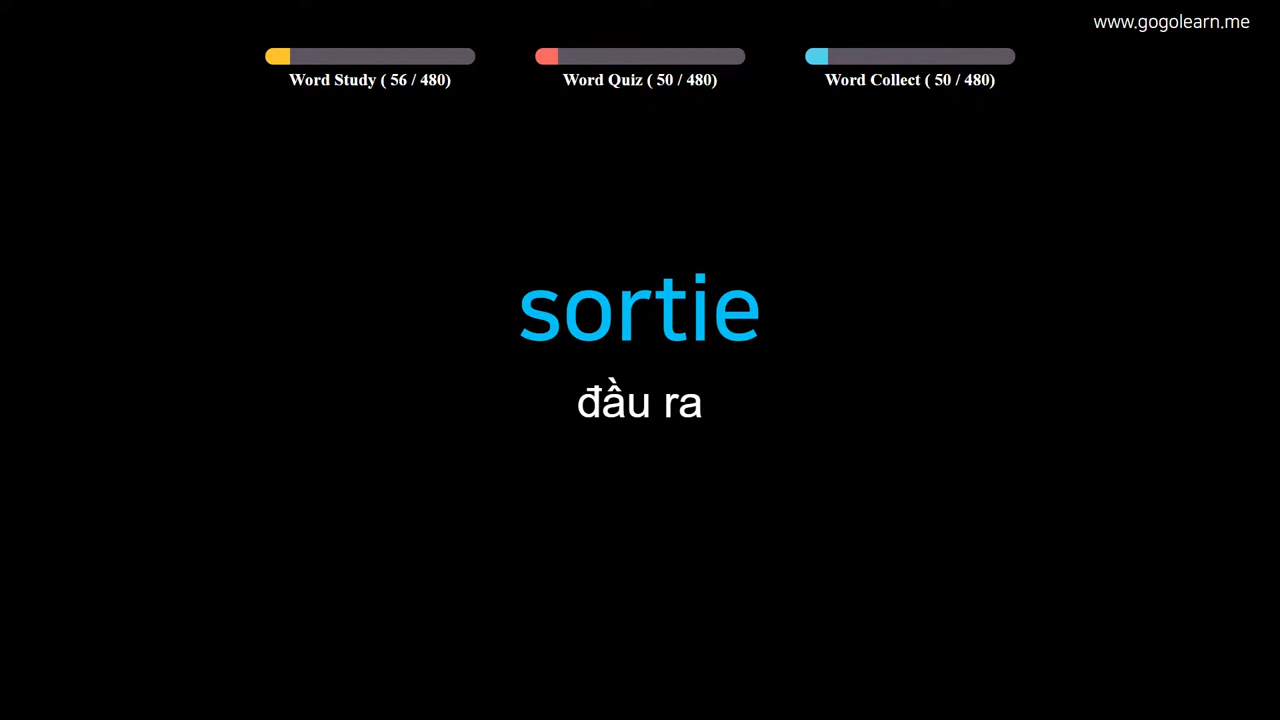 www.gogolearn.me
Word Study ( 56 / 480)
Word Quiz ( 50 / 480)
Word Collect ( 50 / 480)
sortie
đầu ra